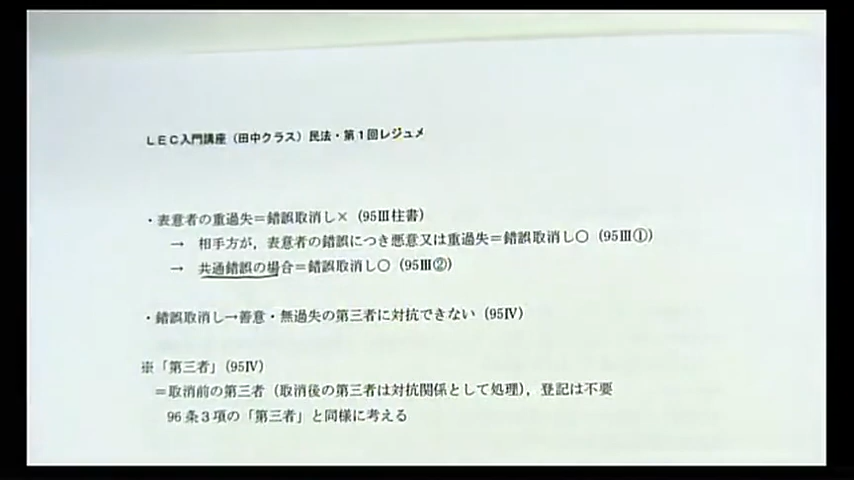 LEC入門講座（田中クラス）民法・第1回レジュメ
・表意者の重過失＝錯誤取消し×（95Ⅲ柱書）
→ 相手方が，表意者の錯誤につき悪意又は重過失＝錯誤取消し〇（95Ⅲ①）
→ 共通錯誤の場合＝錯誤取消し〇（95Ⅲ②）
・錯誤取消し→善意・無過失の第三者に対抗できない（95Ⅳ）
※「第三者」（95Ⅳ）
＝取消前の第三者（取消後の第三者は対抗関係として処理），登記は不要
96条3項の「第三者」と同様に考える